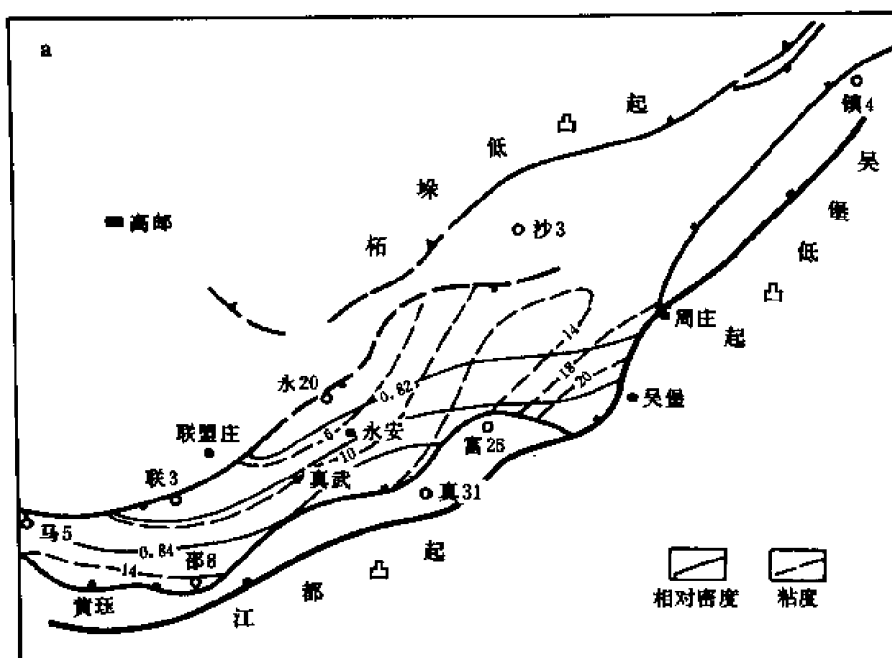 a
镇4
柘垛低凸起
吴堡低凸起
沙3
高邮
周庄
14
18
20
0.82
永20
吴堡
6
永安
联盟庄
富28
10
真武
联3
真31
马5
0.84
邵8
14
黄珏
江都凸起
相对密度
粘度